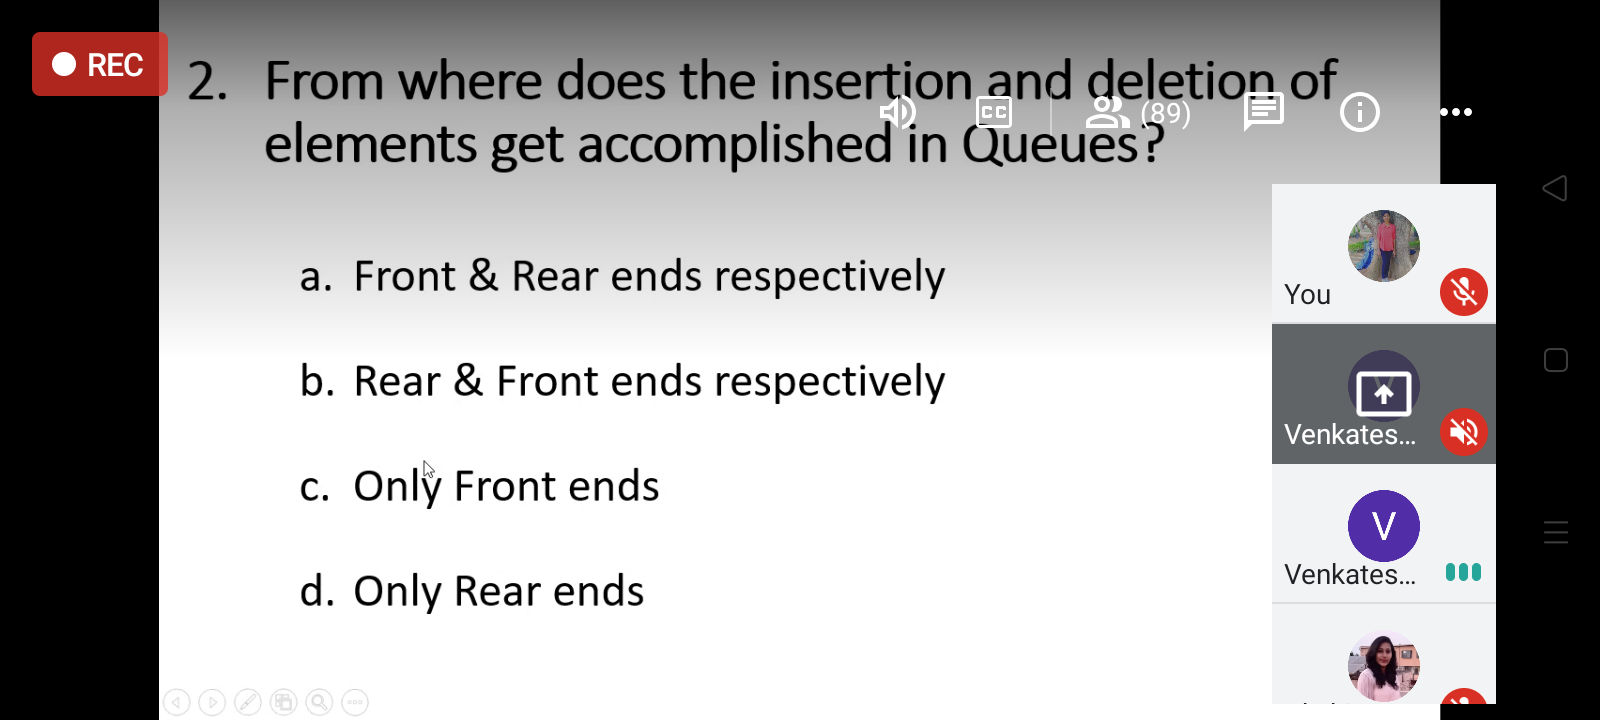 REC
2. From where does the insertion and deletion of
elements get accomplished in Queues?
CC
(89)
a. Front & Rear ends respectively
b. Rear & Front ends respectively
c. Only Front ends
d. Only Rear ends
You
Venkates...
V
Venkates...